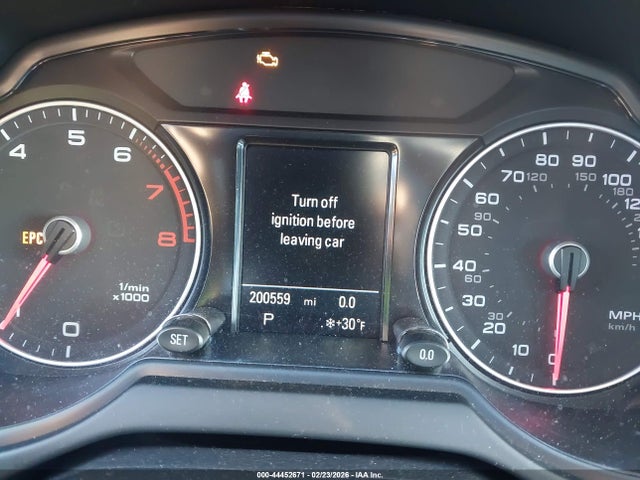 4 5 6 7 8
EPC
1/min
x1000
0
Turn off
ignition before
leaving car
200559 mi 0.0
P ❄+30°F
SET
0.0
80 90
70 120 150 100
60 180
50 90
40
60
30
30
20
10
0
MPH
km/h
000-44452671 - 02/23/2026 - IAA Inc.